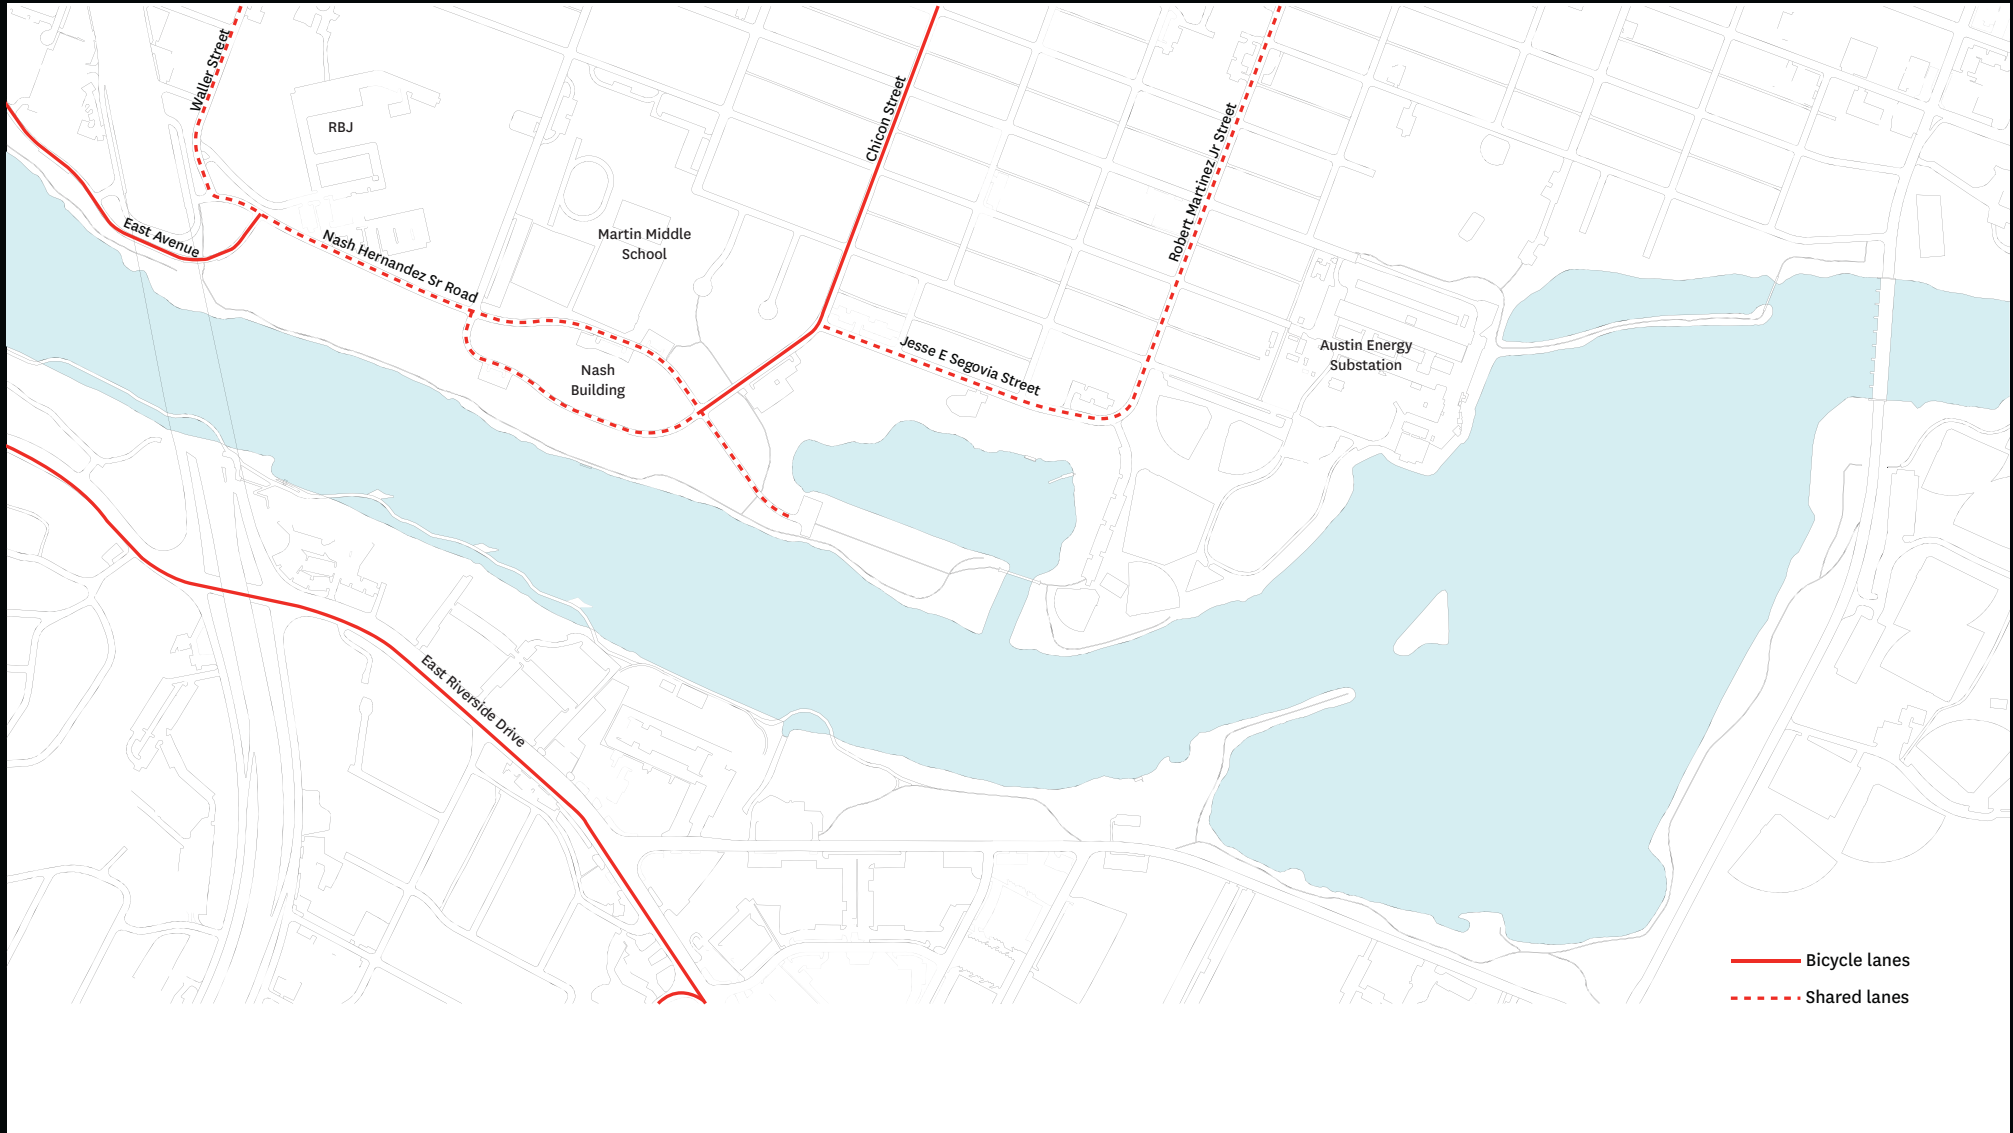 Waller Street
RBJ
Chicon Street
Robert Martinez Jr Street
East Avenue
Nash Hernandez Sr Road
Martin Middle
School
Jesse E Segovia Street
Austin Energy
Substation
Nash
Building
East Riverside Drive
Bicycle lanes
Shared lanes